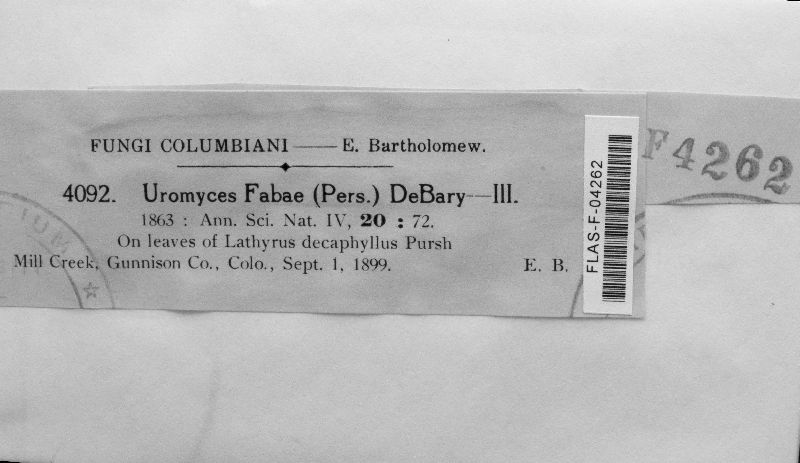 FUNGI COLUMBIANI — E. Bartholomew.
4092. Uromyces Fabae (Pers.) DeBary—III.
1863 : Ann. Sci. Nat. IV, 20 : 72.
On leaves of Lathyrus decaphyllus Pursh
Mill Creek, Gunnison Co., Colo., Sept. 1, 1899. E. B.
FLAS-F-04262
F4262